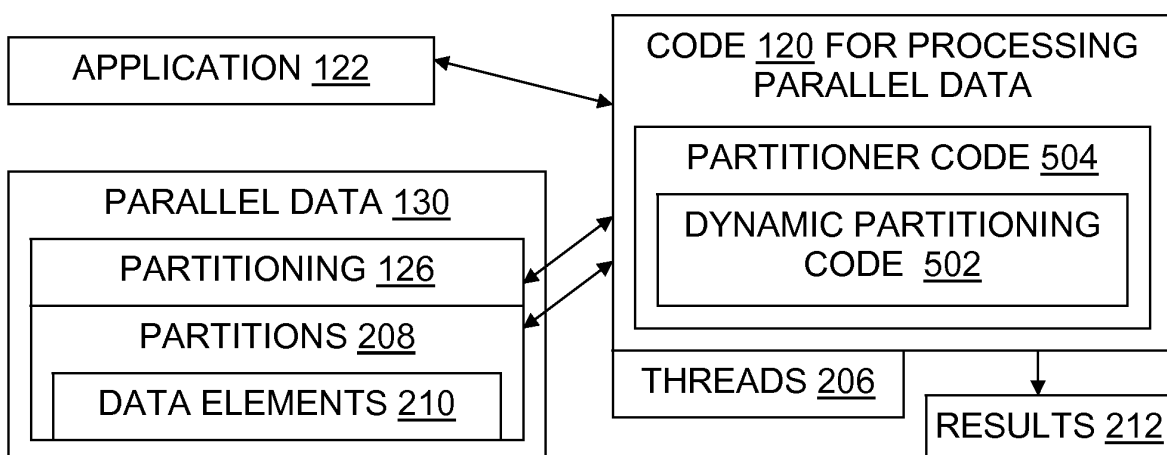 APPLICATION 122
CODE 120 FOR PROCESSING
PARALLEL DATA
PARTITIONER CODE 504
DYNAMIC PARTITIONING
CODE 502
PARALLEL DATA 130
PARTITIONING 126
PARTITIONS 208
DATA ELEMENTS 210
THREADS 206
RESULTS 212